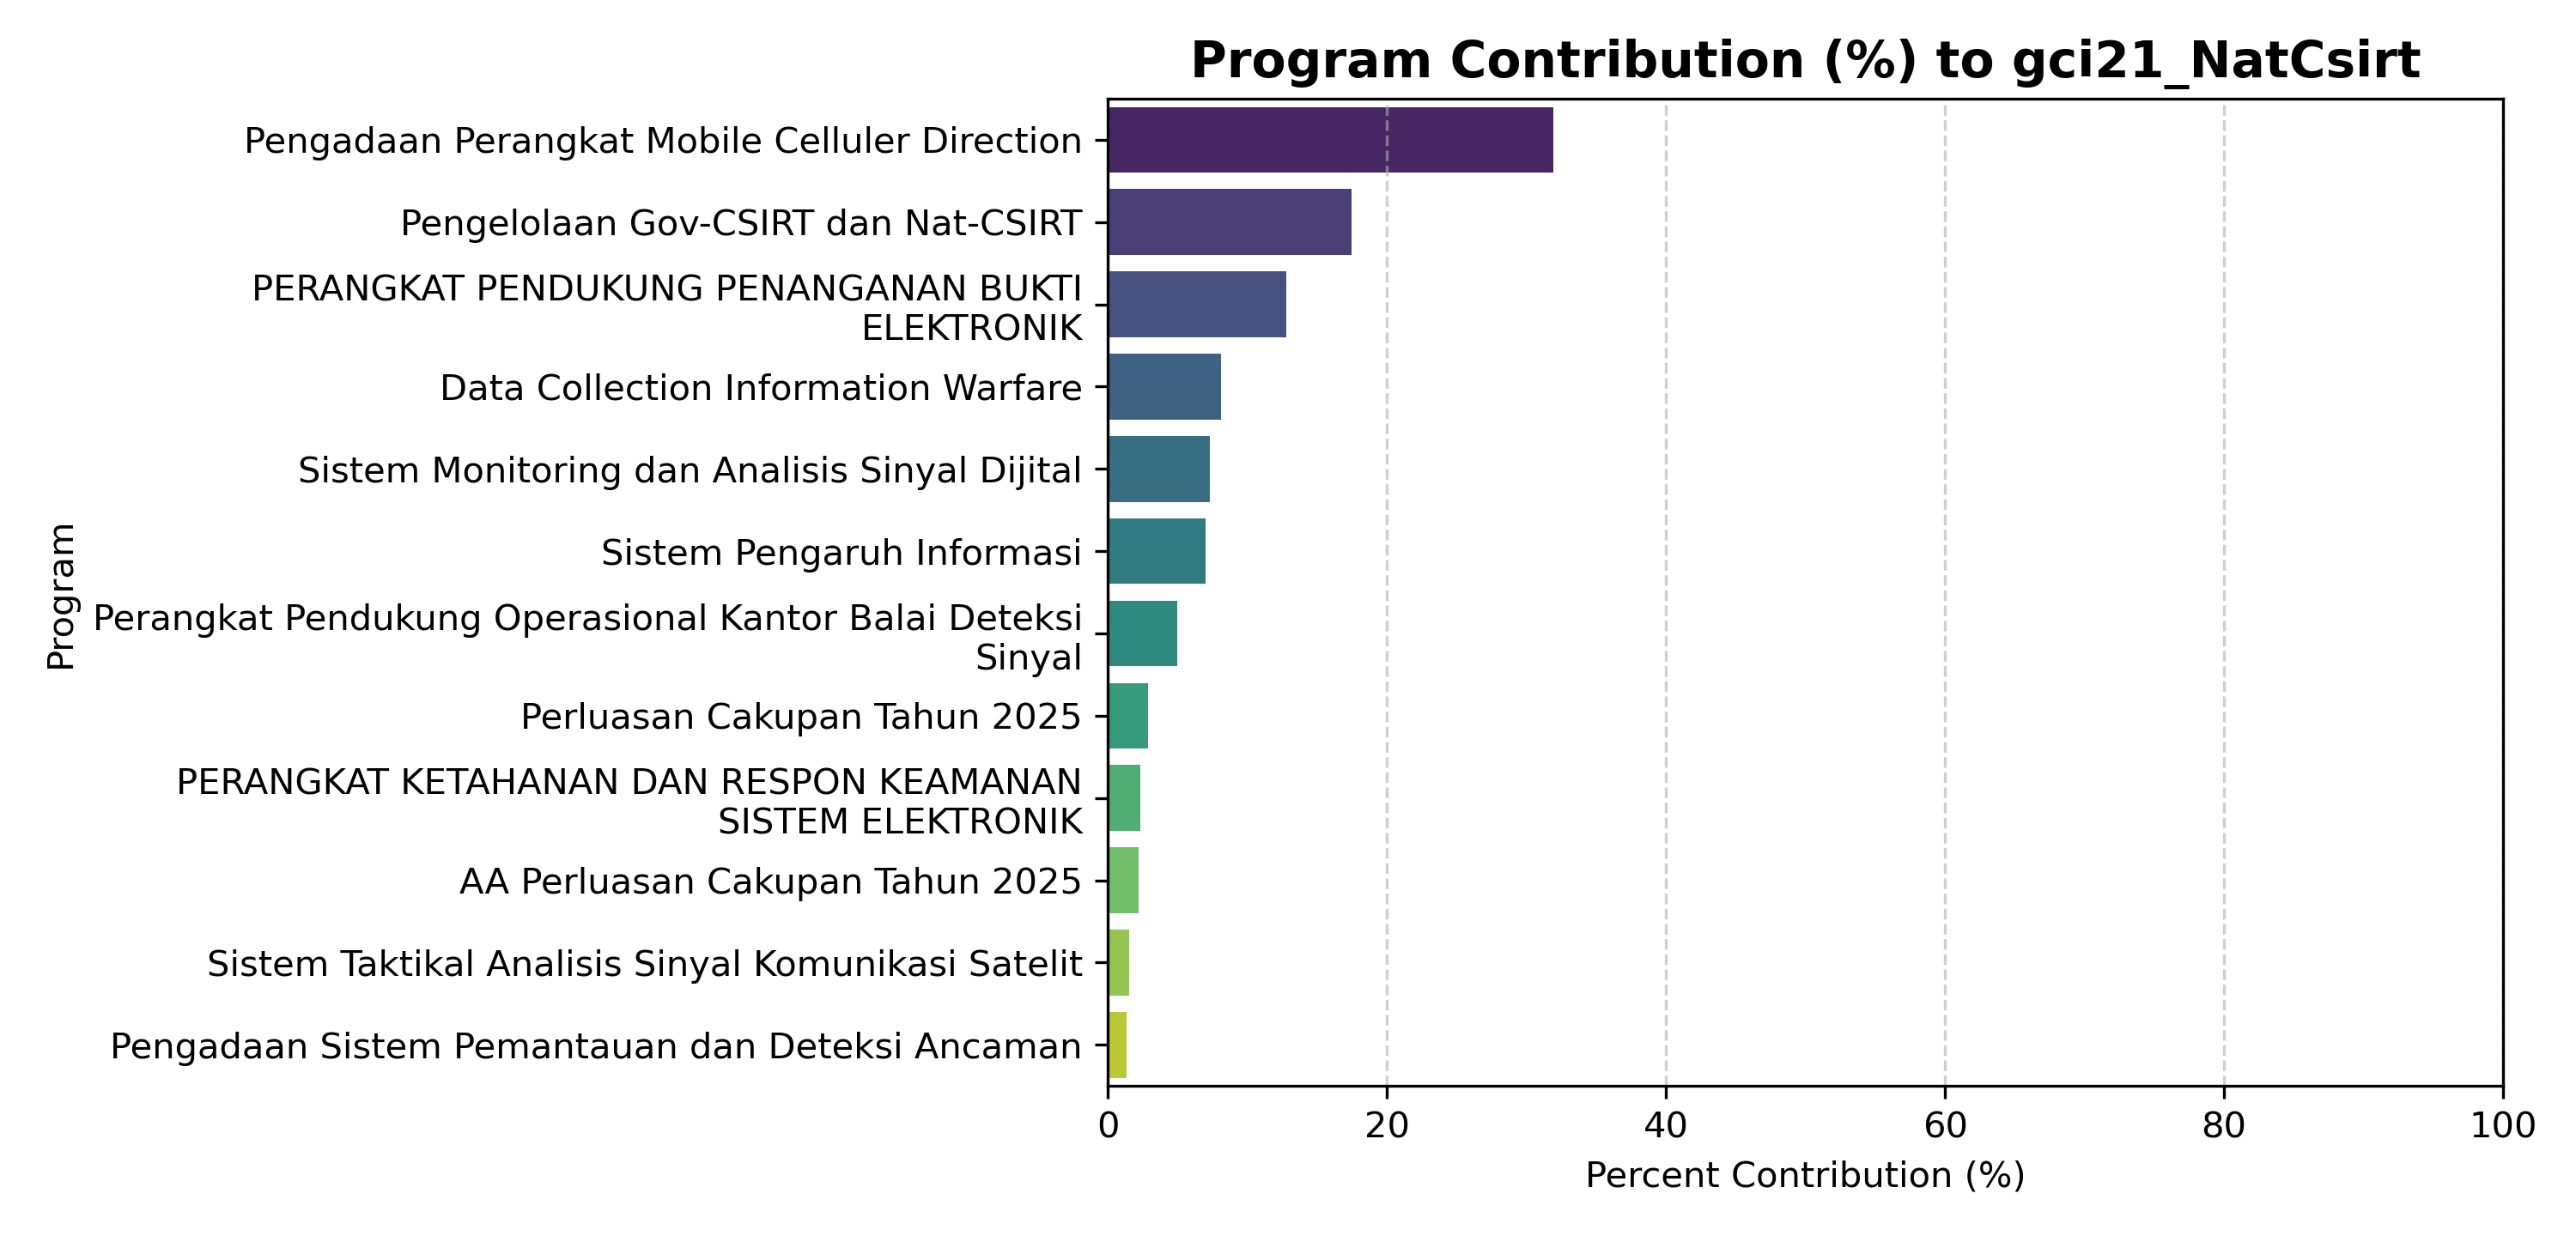 Program Contribution (%) to gci21_NatCsirt
Program
Pengadaan Perangkat Mobile Celluler Direction
Pengelolaan Gov-CSIRT dan Nat-CSIRT
PERANGKAT PENDUKUNG PENANGANAN BUKTI
ELEKTRONIK
Data Collection Information Warfare
Sistem Monitoring dan Analisis Sinyal Dijital
Sistem Pengaruh Informasi
Perangkat Pendukung Operasional Kantor Balai Deteksi
Sinyal
Perluasan Cakupan Tahun 2025
PERANGKAT KETAHANAN DAN RESPON KEAMANAN
SISTEM ELEKTRONIK
AA Perluasan Cakupan Tahun 2025
Sistem Taktikal Analisis Sinyal Komunikasi Satelit
Pengadaan Sistem Pemantauan dan Deteksi Ancaman
0 20 40 60 80 100
Percent Contribution (%)